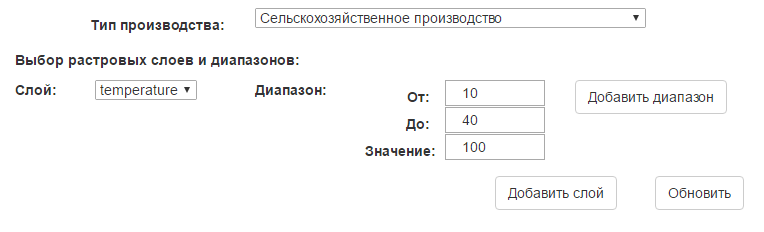 Тип производства: Сельскохозяйственное производство
Выбор растровых слоев и диапазонов:
Слой: temperature Диапазон: От: 10 Добавить диапазон
До: 40
Значение: 100
Добавить слой Обновить